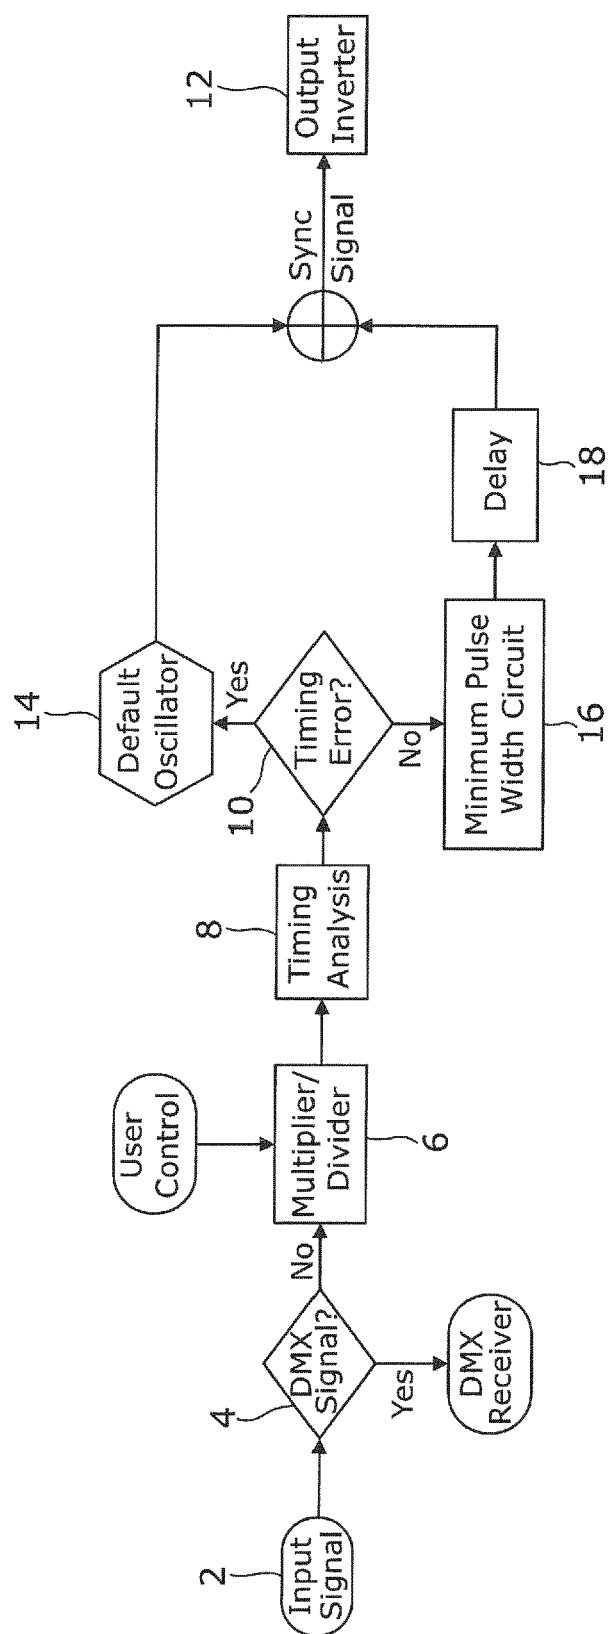 2
Input
Signal
4
DMX
Signal?
Yes
No
DMX
Receiver
User
Control
Multiplier/
Divider
6
8
Timing
Analysis
10
Timing
Error?
Yes
No
14
Default
Oscillator
Minimum Pulse
Width Circuit
16
Delay
18
Sync
Signal
12
Output
Inverter